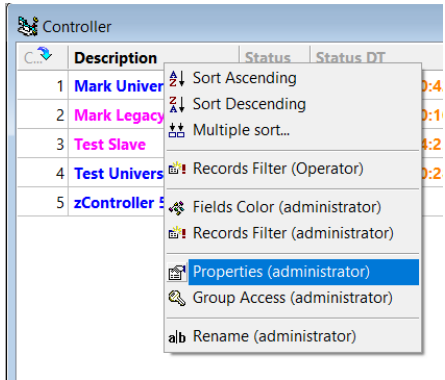 Controller
C... Description Status Status DT
1 Mark Univer
2 Mark Legacy
3 Test Slave
4 Test Univers
5 zController 5
Sort Ascending
Sort Descending
Multiple sort...
Records Filter (Operator)
Fields Color (administrator)
Records Filter (administrator)
Properties (administrator)
Group Access (administrator)
a|b Rename (administrator)